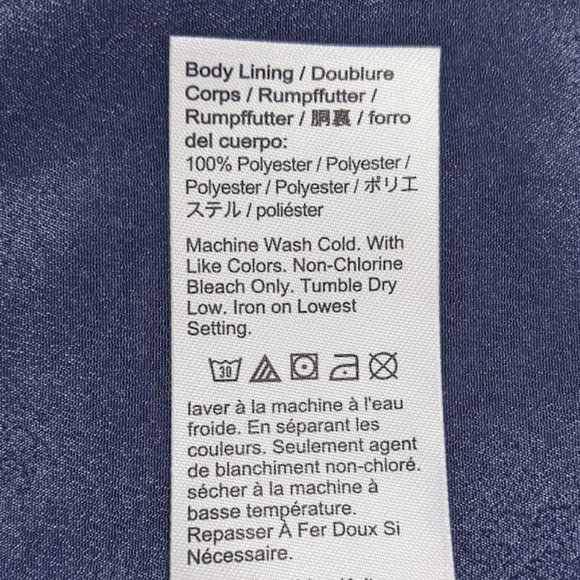 Body Lining / Doublure
Corps / Rumpffutter /
Rumpffutter / 胴裏 / forro
del cuerpo:
100% Polyester / Polyester /
Polyester / Polyester / ポリエ
ステル / poliéster
Machine Wash Cold. With
Like Colors. Non-Chlorine
Bleach Only. Tumble Dry
Low. Iron on Lowest
Setting.
30
laver à la machine à l'eau
froide. En séparant les
couleurs. Seulement agent
de blanchiment non-chloré.
sécher à la machine à
basse température.
Repasser À Fer Doux Si
Nécessaire.